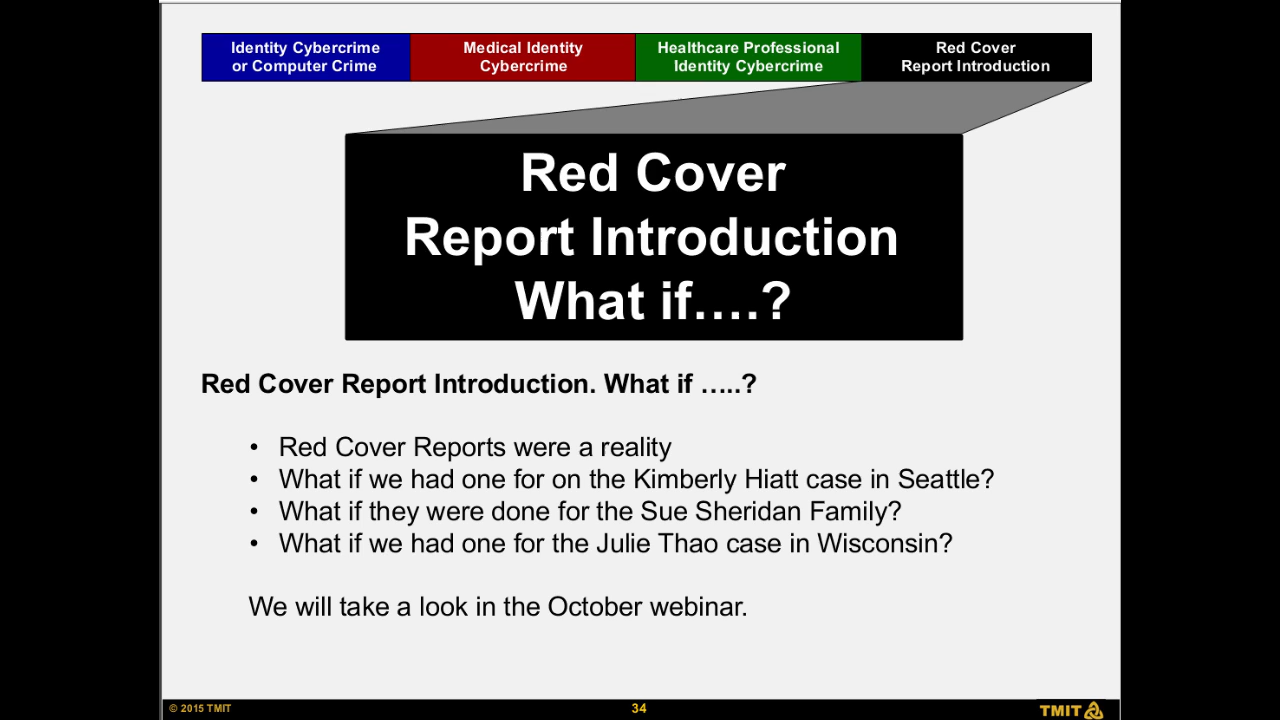 Identity Cybercrime
or Computer Crime
Medical Identity
Cybercrime
Healthcare Professional
Identity Cybercrime
Red Cover
Report Introduction
Red Cover
Report Introduction
What if….?
Red Cover Report Introduction. What if …..?
• Red Cover Reports were a reality
• What if we had one for on the Kimberly Hiatt case in Seattle?
• What if they were done for the Sue Sheridan Family?
• What if we had one for the Julie Thao case in Wisconsin?
We will take a look in the October webinar.
© 2015 TMIT
34
TMIT